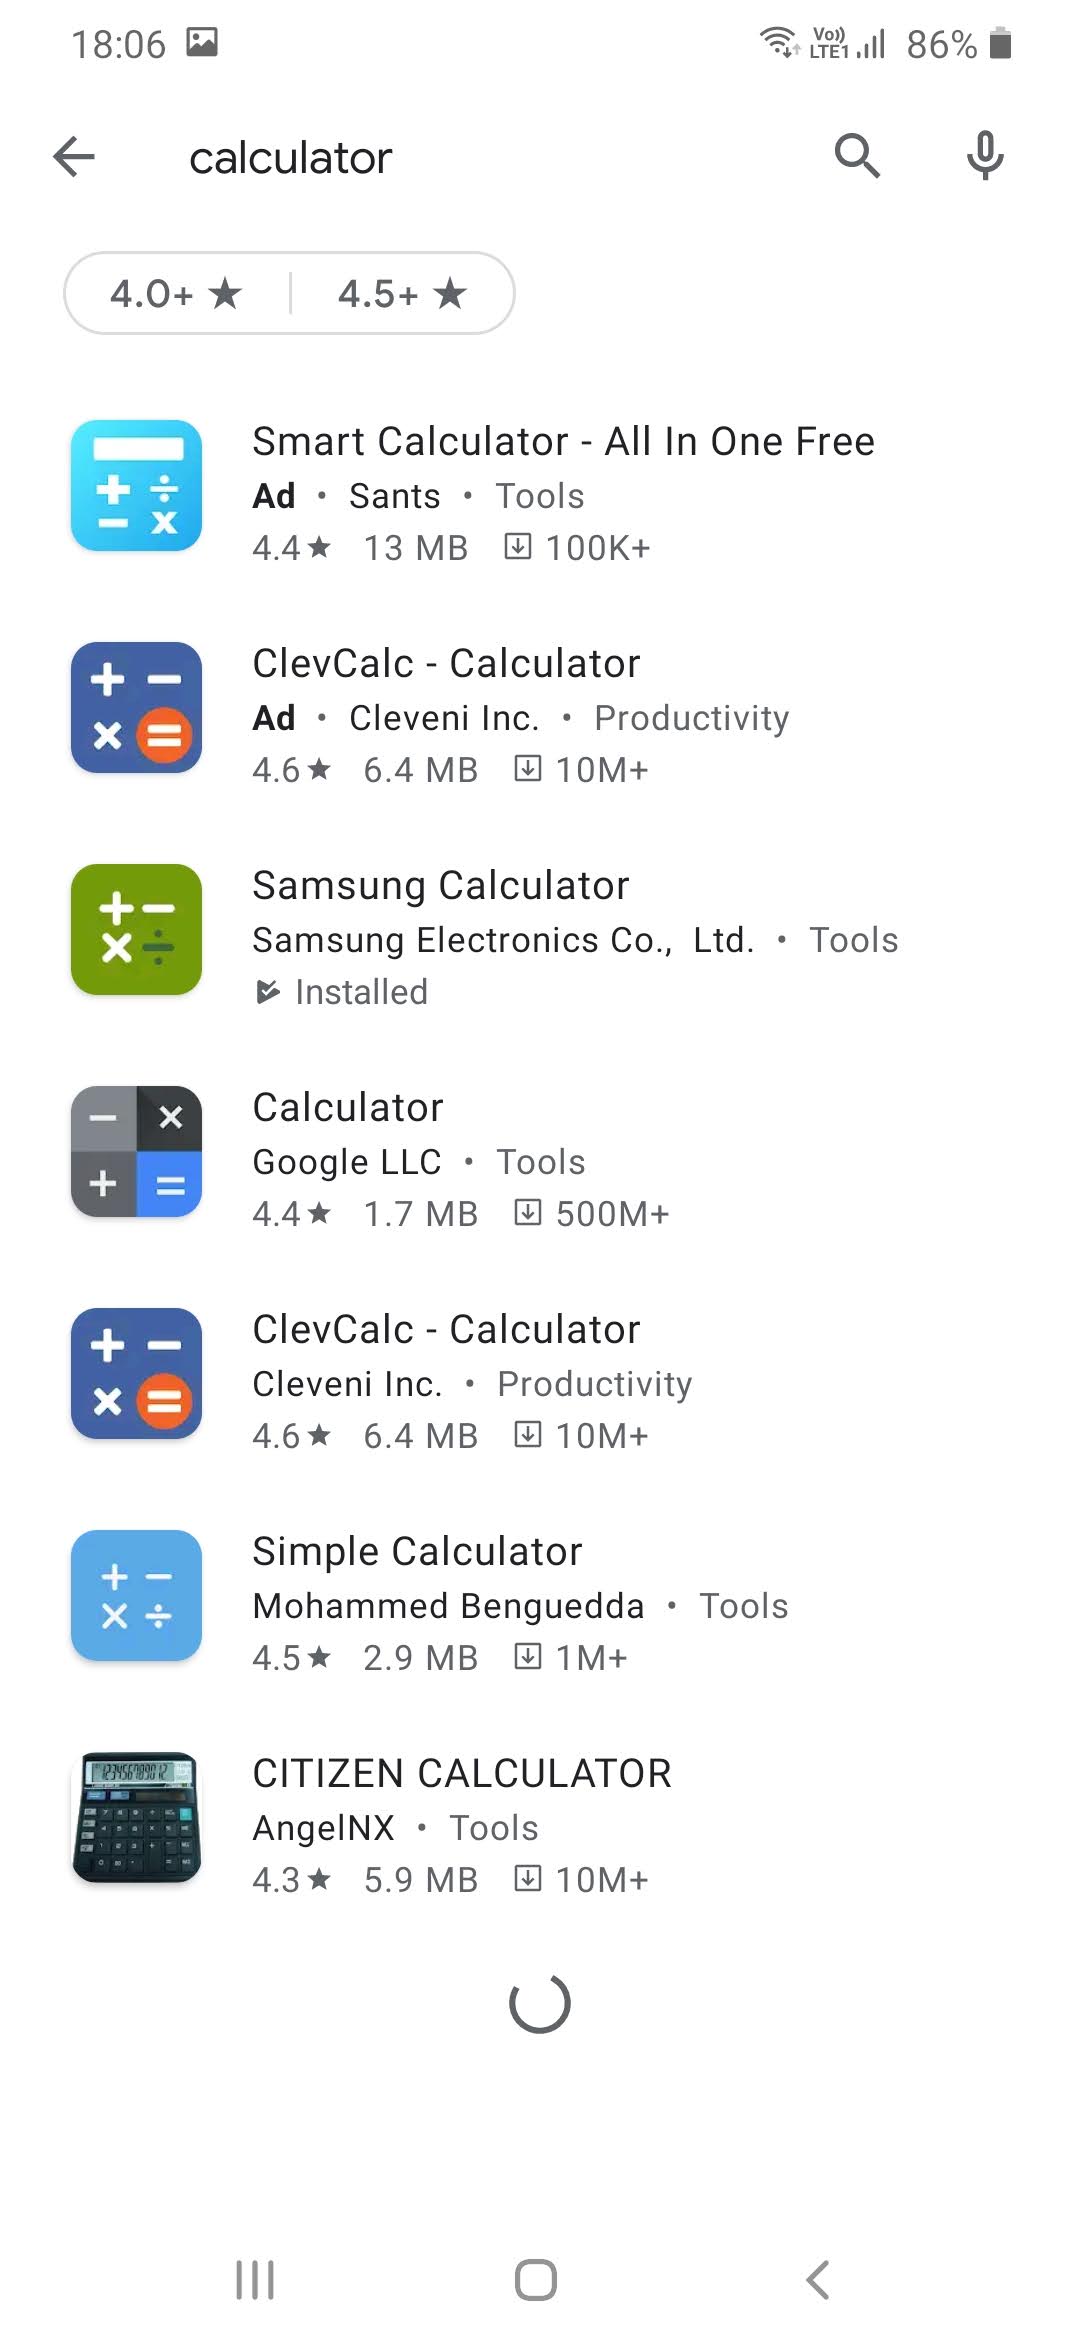 18:06 Vo)) LTE1 86%
calculator
4.0+ ★ 4.5+ ★
Smart Calculator - All In One Free
Ad • Sants • Tools
4.4★ 13 MB 100K+
ClevCalc - Calculator
Ad • Cleveni Inc. • Productivity
4.6★ 6.4 MB 10M+
Samsung Calculator
Samsung Electronics Co., Ltd. • Tools
Installed
Calculator
Google LLC • Tools
4.4★ 1.7 MB 500M+
ClevCalc - Calculator
Cleveni Inc. • Productivity
4.6★ 6.4 MB 10M+
Simple Calculator
Mohammed Benguedda • Tools
4.5★ 2.9 MB 1M+
CITIZEN CALCULATOR
AngelNX • Tools
4.3★ 5.9 MB 10M+